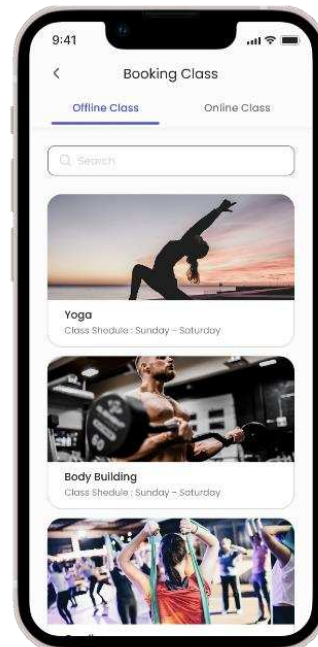 9:41
Booking Class
Offline Class
Online Class
Search
Yoga
Class Shedule : Sunday - Saturday
60
Body Building
Class Shedule : Sunday - Saturday